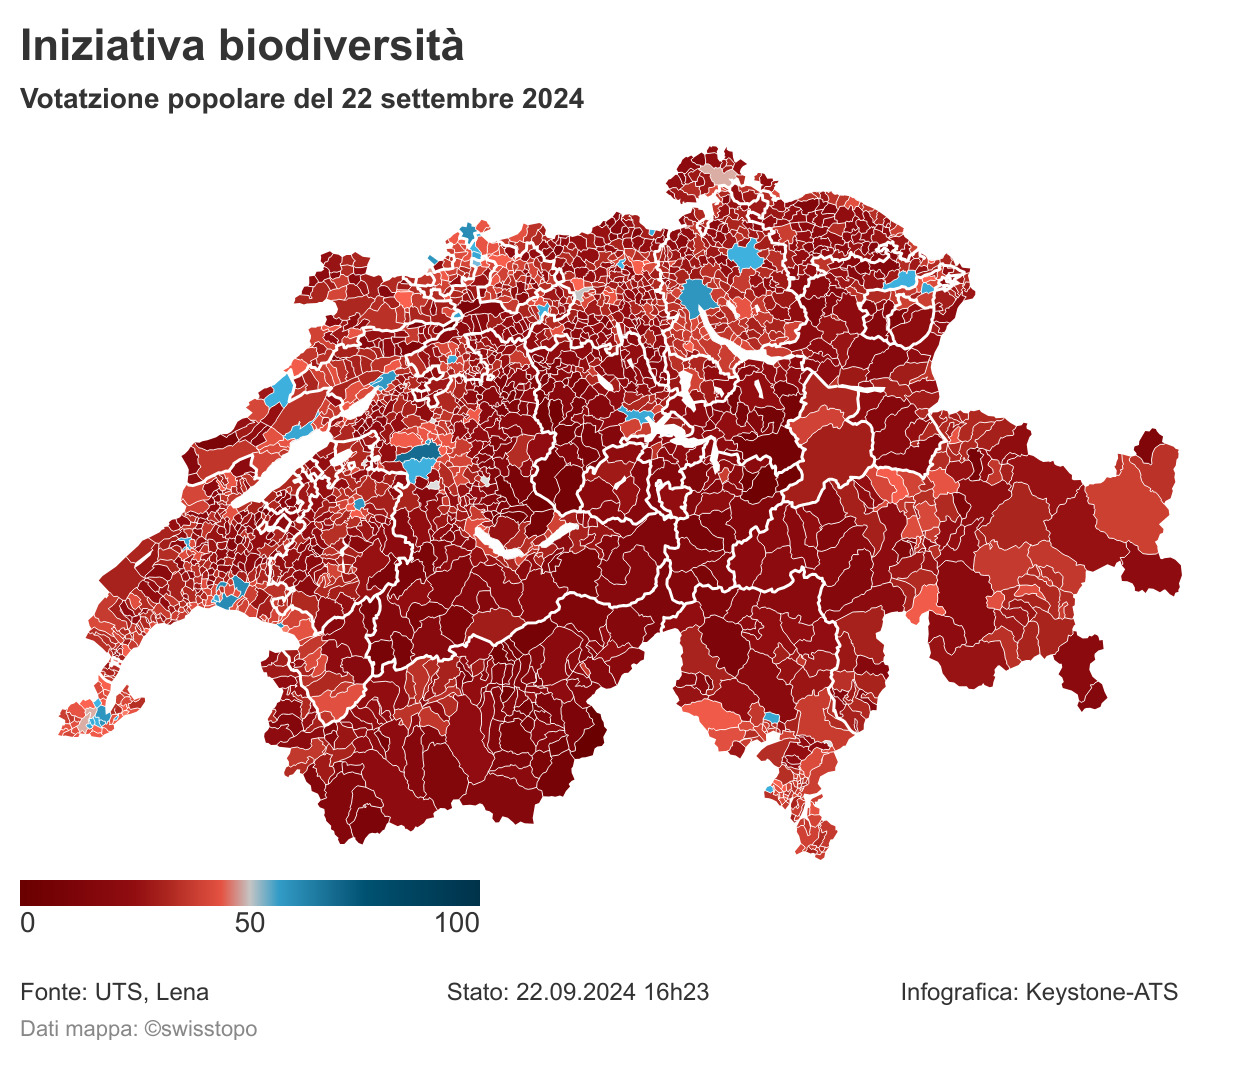 Iniziativa biodiversità
Votatzione popolare del 22 settembre 2024
0 50 100
Fonte: UTS, Lena Stato: 22.09.2024 16h23 Infografica: Keystone-ATS
Dati mappa: ©swisstopo